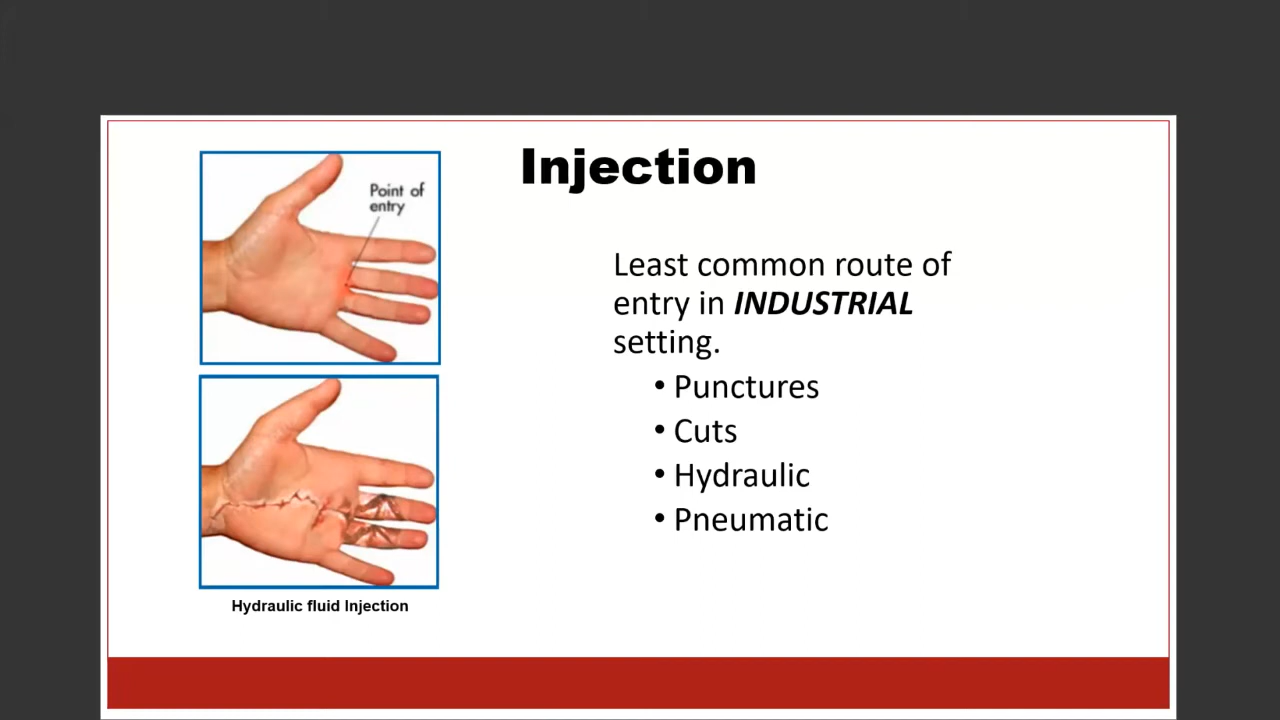 Injection
Point of
entry
Least common route of
entry in INDUSTRIAL
setting.
• Punctures
• Cuts
• Hydraulic
• Pneumatic
Hydraulic fluid Injection